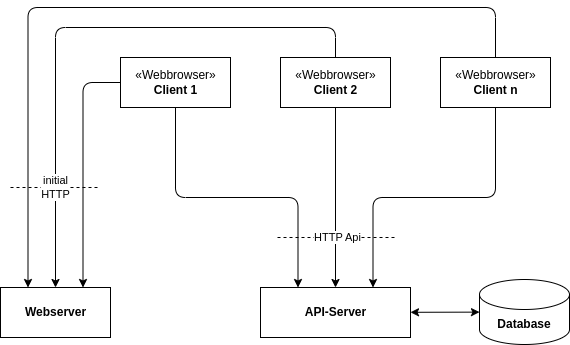 «Webbrowser»
Client 1
«Webbrowser»
Client 2
«Webbrowser»
Client n
initial
HTTP
HTTP Api
Webserver
API-Server
Database